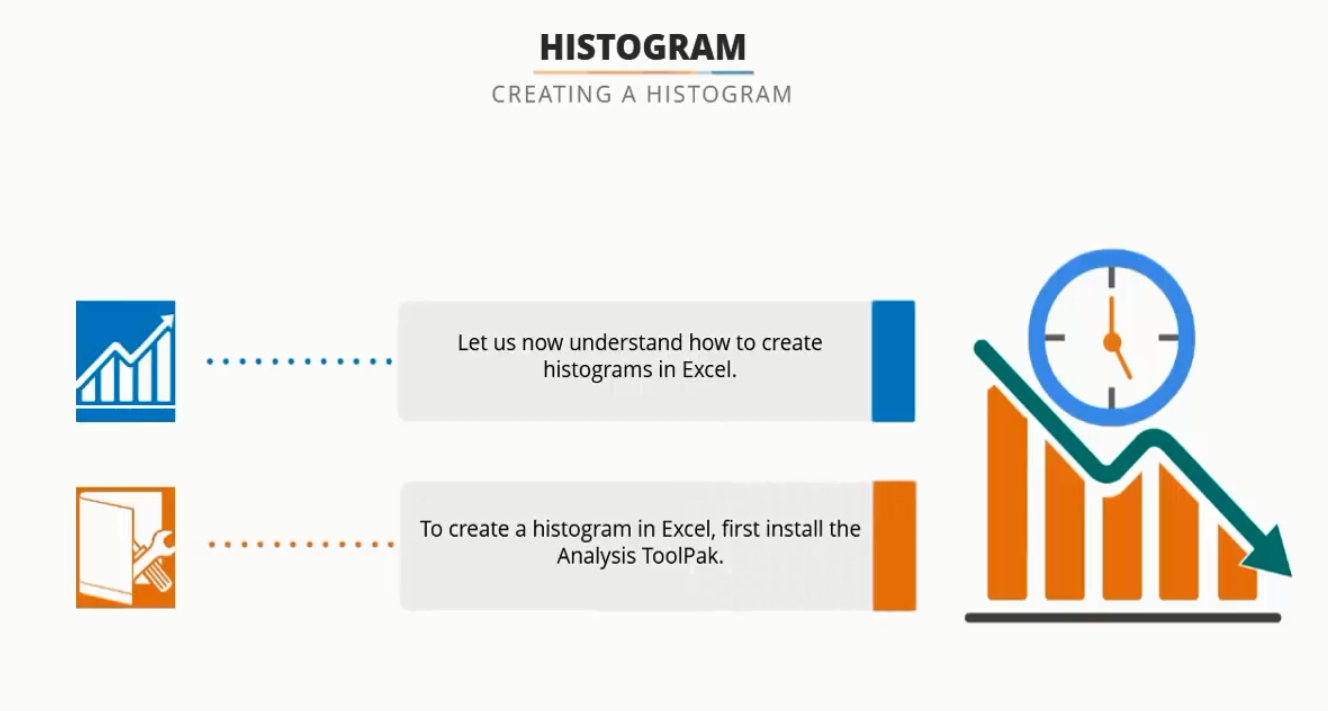 HISTOGRAM
CREATING A HISTOGRAM
Let us now understand how to create
histograms in Excel.
To create a histogram in Excel, first install the
Analysis ToolPak.